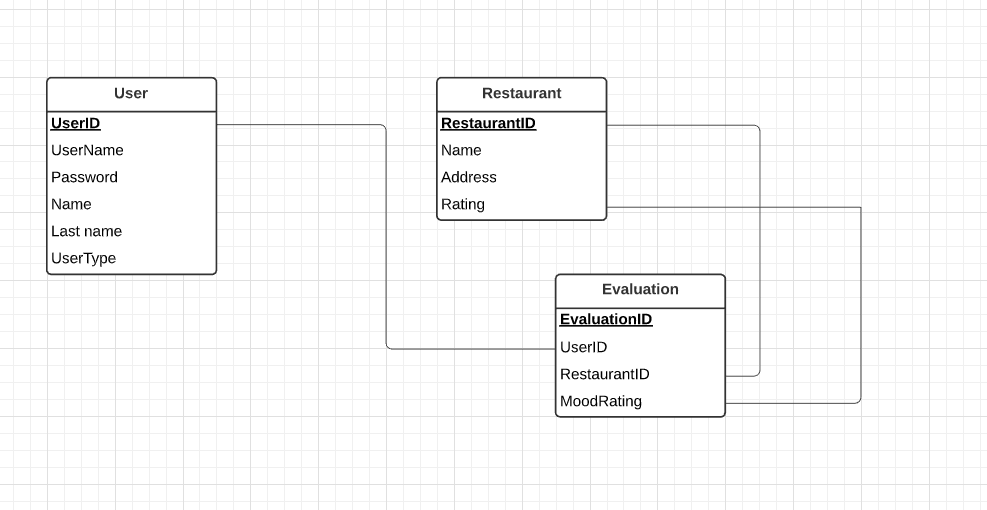 User
UserID
UserName
Password
Name
Last name
UserType
Restaurant
RestaurantID
Name
Address
Rating
Evaluation
EvaluationID
UserID
RestaurantID
MoodRating